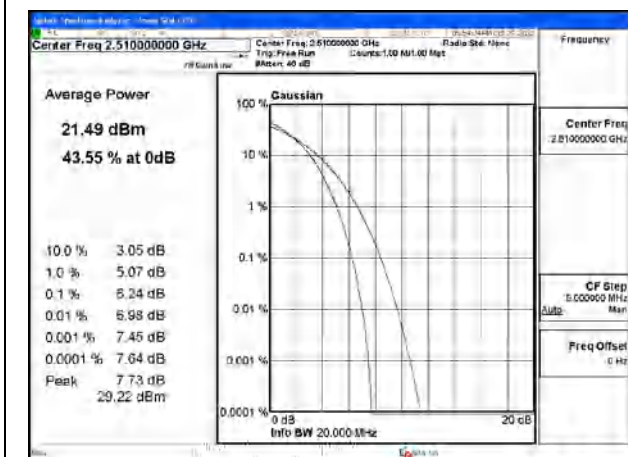 Center Freq 2.510000000 GHz
Center Freq: 2.510000000 GHz
Radio Std: None
Trig: Free Run
Counts:1.00 M/1.00 Mpt
#Atten: 40 dB
Frequency
Average Power
21.49 dBm
43.55 % at 0dB
10.0 % 3.05 dB
1.0 % 5.07 dB
0.1 % 6.24 dB
0.01 % 6.98 dB
0.001 % 7.45 dB
0.0001 % 7.64 dB
Peak 7.73 dB
29.22 dBm
Gaussian
100 %
10 %
1 %
0.1 %
0.01 %
0.001 %
0.0001 %
0 dB
20 dB
Info BW 20.000 MHz
Center Freq
2.510000000 GHz
CF Step
5.000000 MHz
Auto Man
Freq Offset
0 Hz